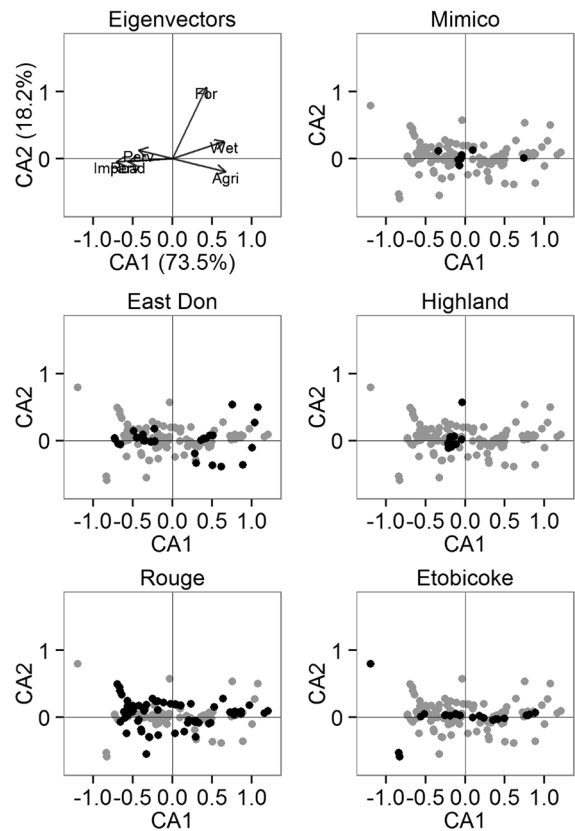 Eigenvectors Mimico
1 1
0 0
CA2 (18.2%) CA2
For
Wet
Perv
Agri
-1.0-0.5 0.0 0.5 1.0 -1.0-0.5 0.0 0.5 1.0
CA1 (73.5%) CA1
East Don Highland
1 1
0 0
CA2 CA2
-1.0-0.5 0.0 0.5 1.0 -1.0-0.5 0.0 0.5 1.0
CA1 CA1
Rouge Etobicoke
1 1
0 0
CA2 CA2
-1.0-0.5 0.0 0.5 1.0 -1.0-0.5 0.0 0.5 1.0
CA1 CA1